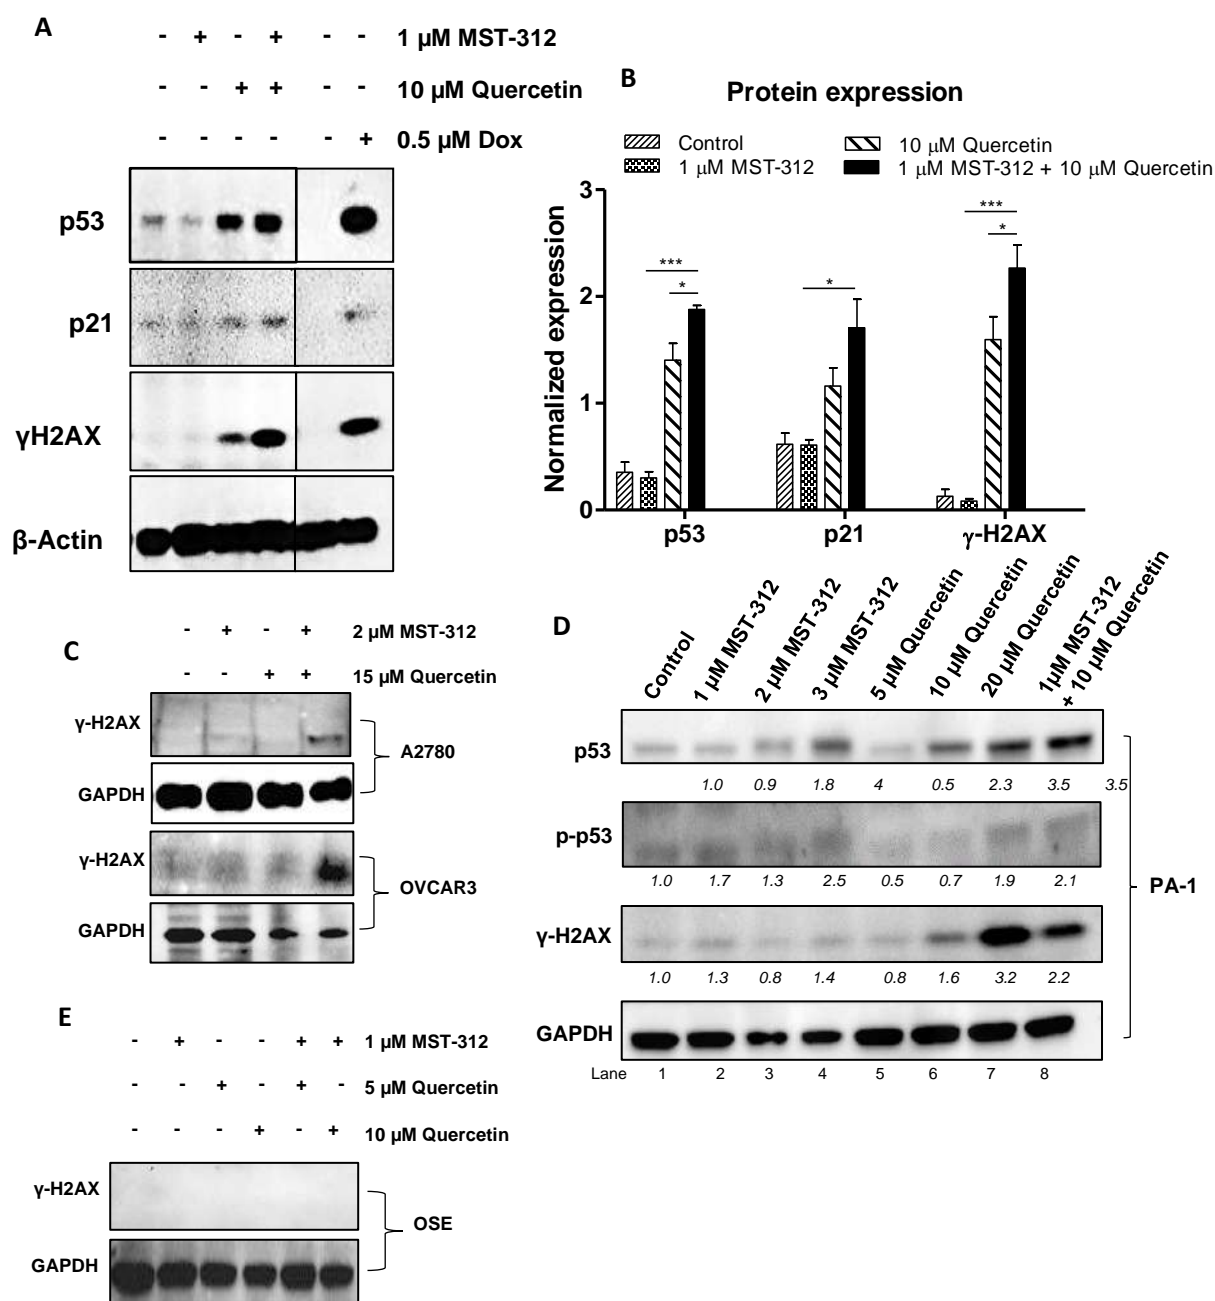 A
- + - + - - 1 µM MST-312
- - + + - - 10 µM Quercetin
- - - - - + 0.5 µM Dox
p53
p21
γH2AX
β-Actin
B
Protein expression
Control
10 µM Quercetin
1 µM MST-312
1 µM MST-312 + 10 µM Quercetin
Normalized expression
3
2
1
0
***
*
*
***
*
p53
p21
γ-H2AX
C
- + - + 2 µM MST-312
- - + + 15 µM Quercetin
γ-H2AX
A2780
GAPDH
γ-H2AX
OVCAR3
GAPDH
D
Control
1 µM MST-312
2 µM MST-312
3 µM MST-312
5 µM Quercetin
10 µM Quercetin
20 µM Quercetin
1µM MST-312
+ 10 µM Quercetin
p53
1.0 0.9 1.8 4 0.5 2.3 3.5 3.5
p-p53
1.0 1.7 1.3 2.5 0.5 0.7 1.9 2.1
PA-1
γ-H2AX
1.0 1.3 0.8 1.4 0.8 1.6 3.2 2.2
GAPDH
Lane 1 2 3 4 5 6 7 8
E
- + - - + + 1 µM MST-312
- - + - + - 5 µM Quercetin
- - - + - + 10 µM Quercetin
γ-H2AX
OSE
GAPDH